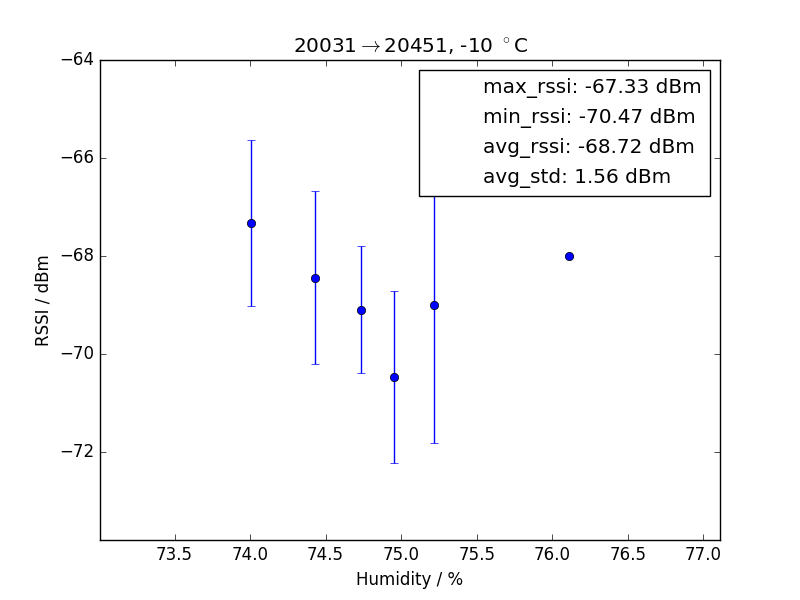 20031→20451, -10 °C
max_rssi: -67.33 dBm
min_rssi: -70.47 dBm
avg_rssi: -68.72 dBm
avg_std: 1.56 dBm
−64
−66
−68
−70
−72
RSSI / dBm
73.5 74.0 74.5 75.0 75.5 76.0 76.5 77.0
Humidity / %